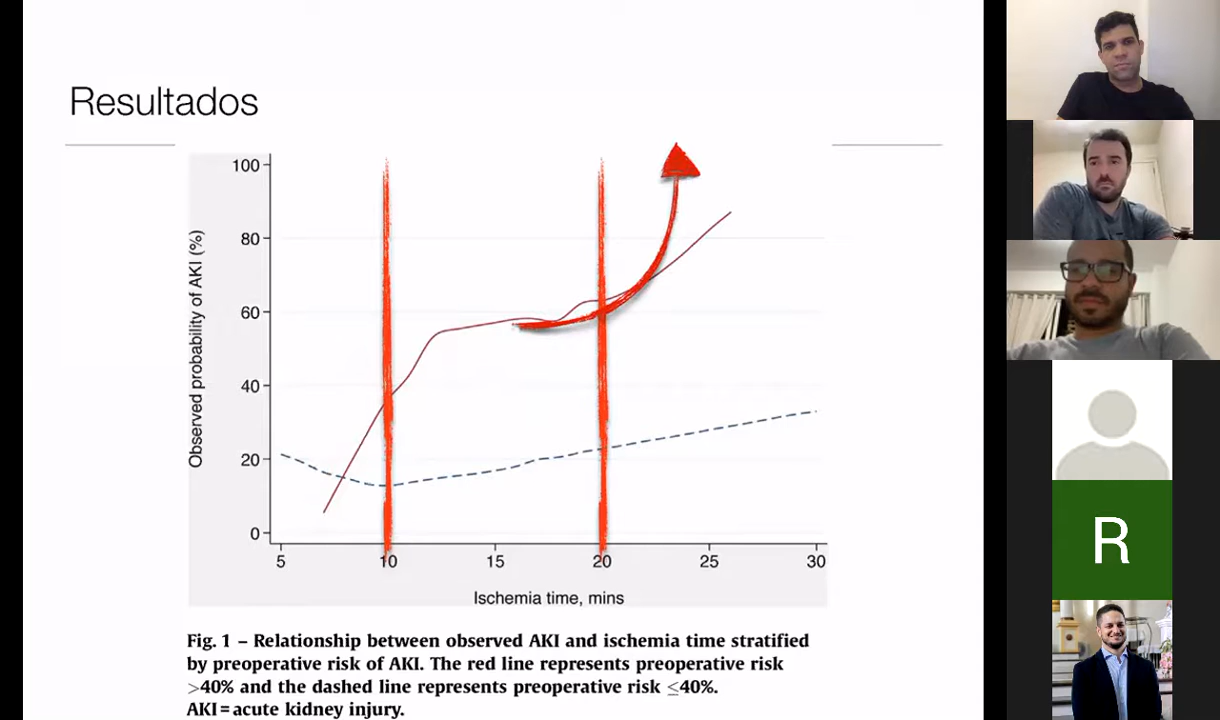 Resultados
100
80
60
40
20
0
Observed probability of AKI (%)
5 10 15 20 25 30
Ischemia time, mins
Fig. 1 – Relationship between observed AKI and ischemia time stratified
by preoperative risk of AKI. The red line represents preoperative risk
>40% and the dashed line represents preoperative risk ≤40%.
AKI = acute kidney injury.
R